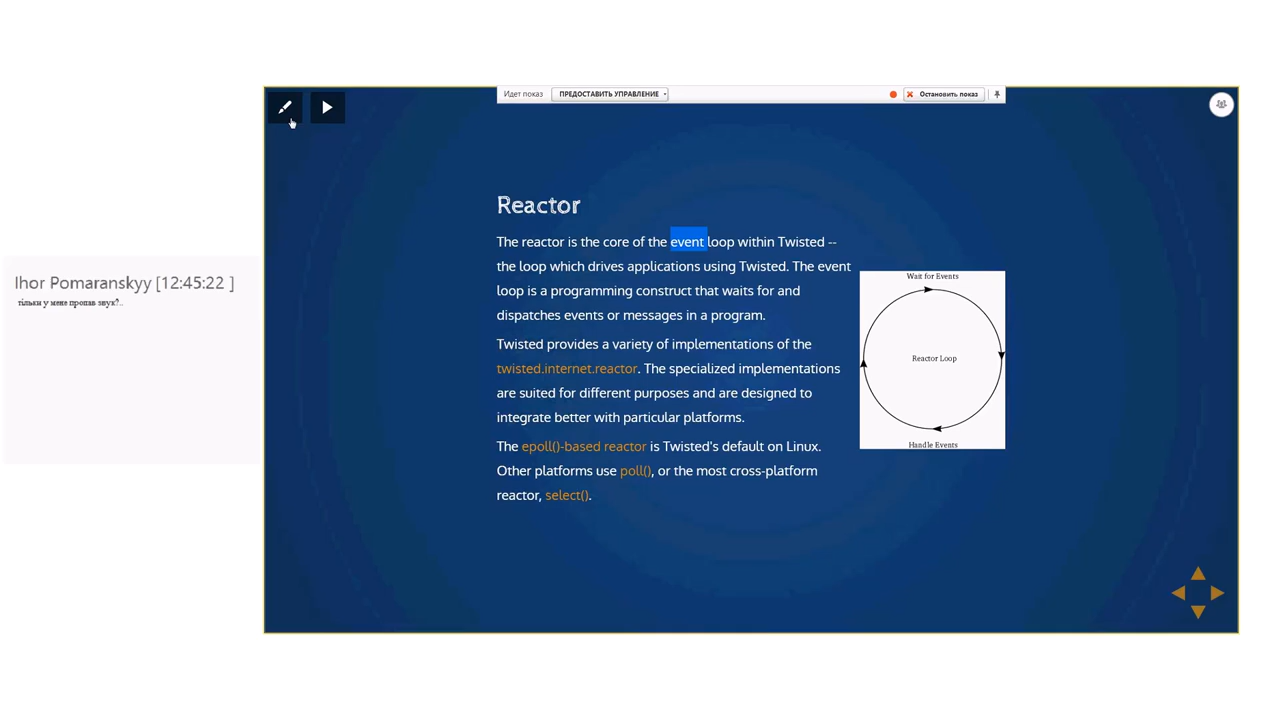 Идет показ ПРЕДОСТАВИТЬ УПРАВЛЕНИЕ Остановить показ
Ihor Pomaranskyy [12:45:22 ]
тільки у мене пропав звук?..
Reactor
The reactor is the core of the event loop within Twisted --
the loop which drives applications using Twisted. The event
loop is a programming construct that waits for and
dispatches events or messages in a program.
Twisted provides a variety of implementations of the
twisted.internet.reactor. The specialized implementations
are suited for different purposes and are designed to
integrate better with particular platforms.
The epoll()-based reactor is Twisted's default on Linux.
Other platforms use poll(), or the most cross-platform
reactor, select().
Wait for Events
Reactor Loop
Handle Events